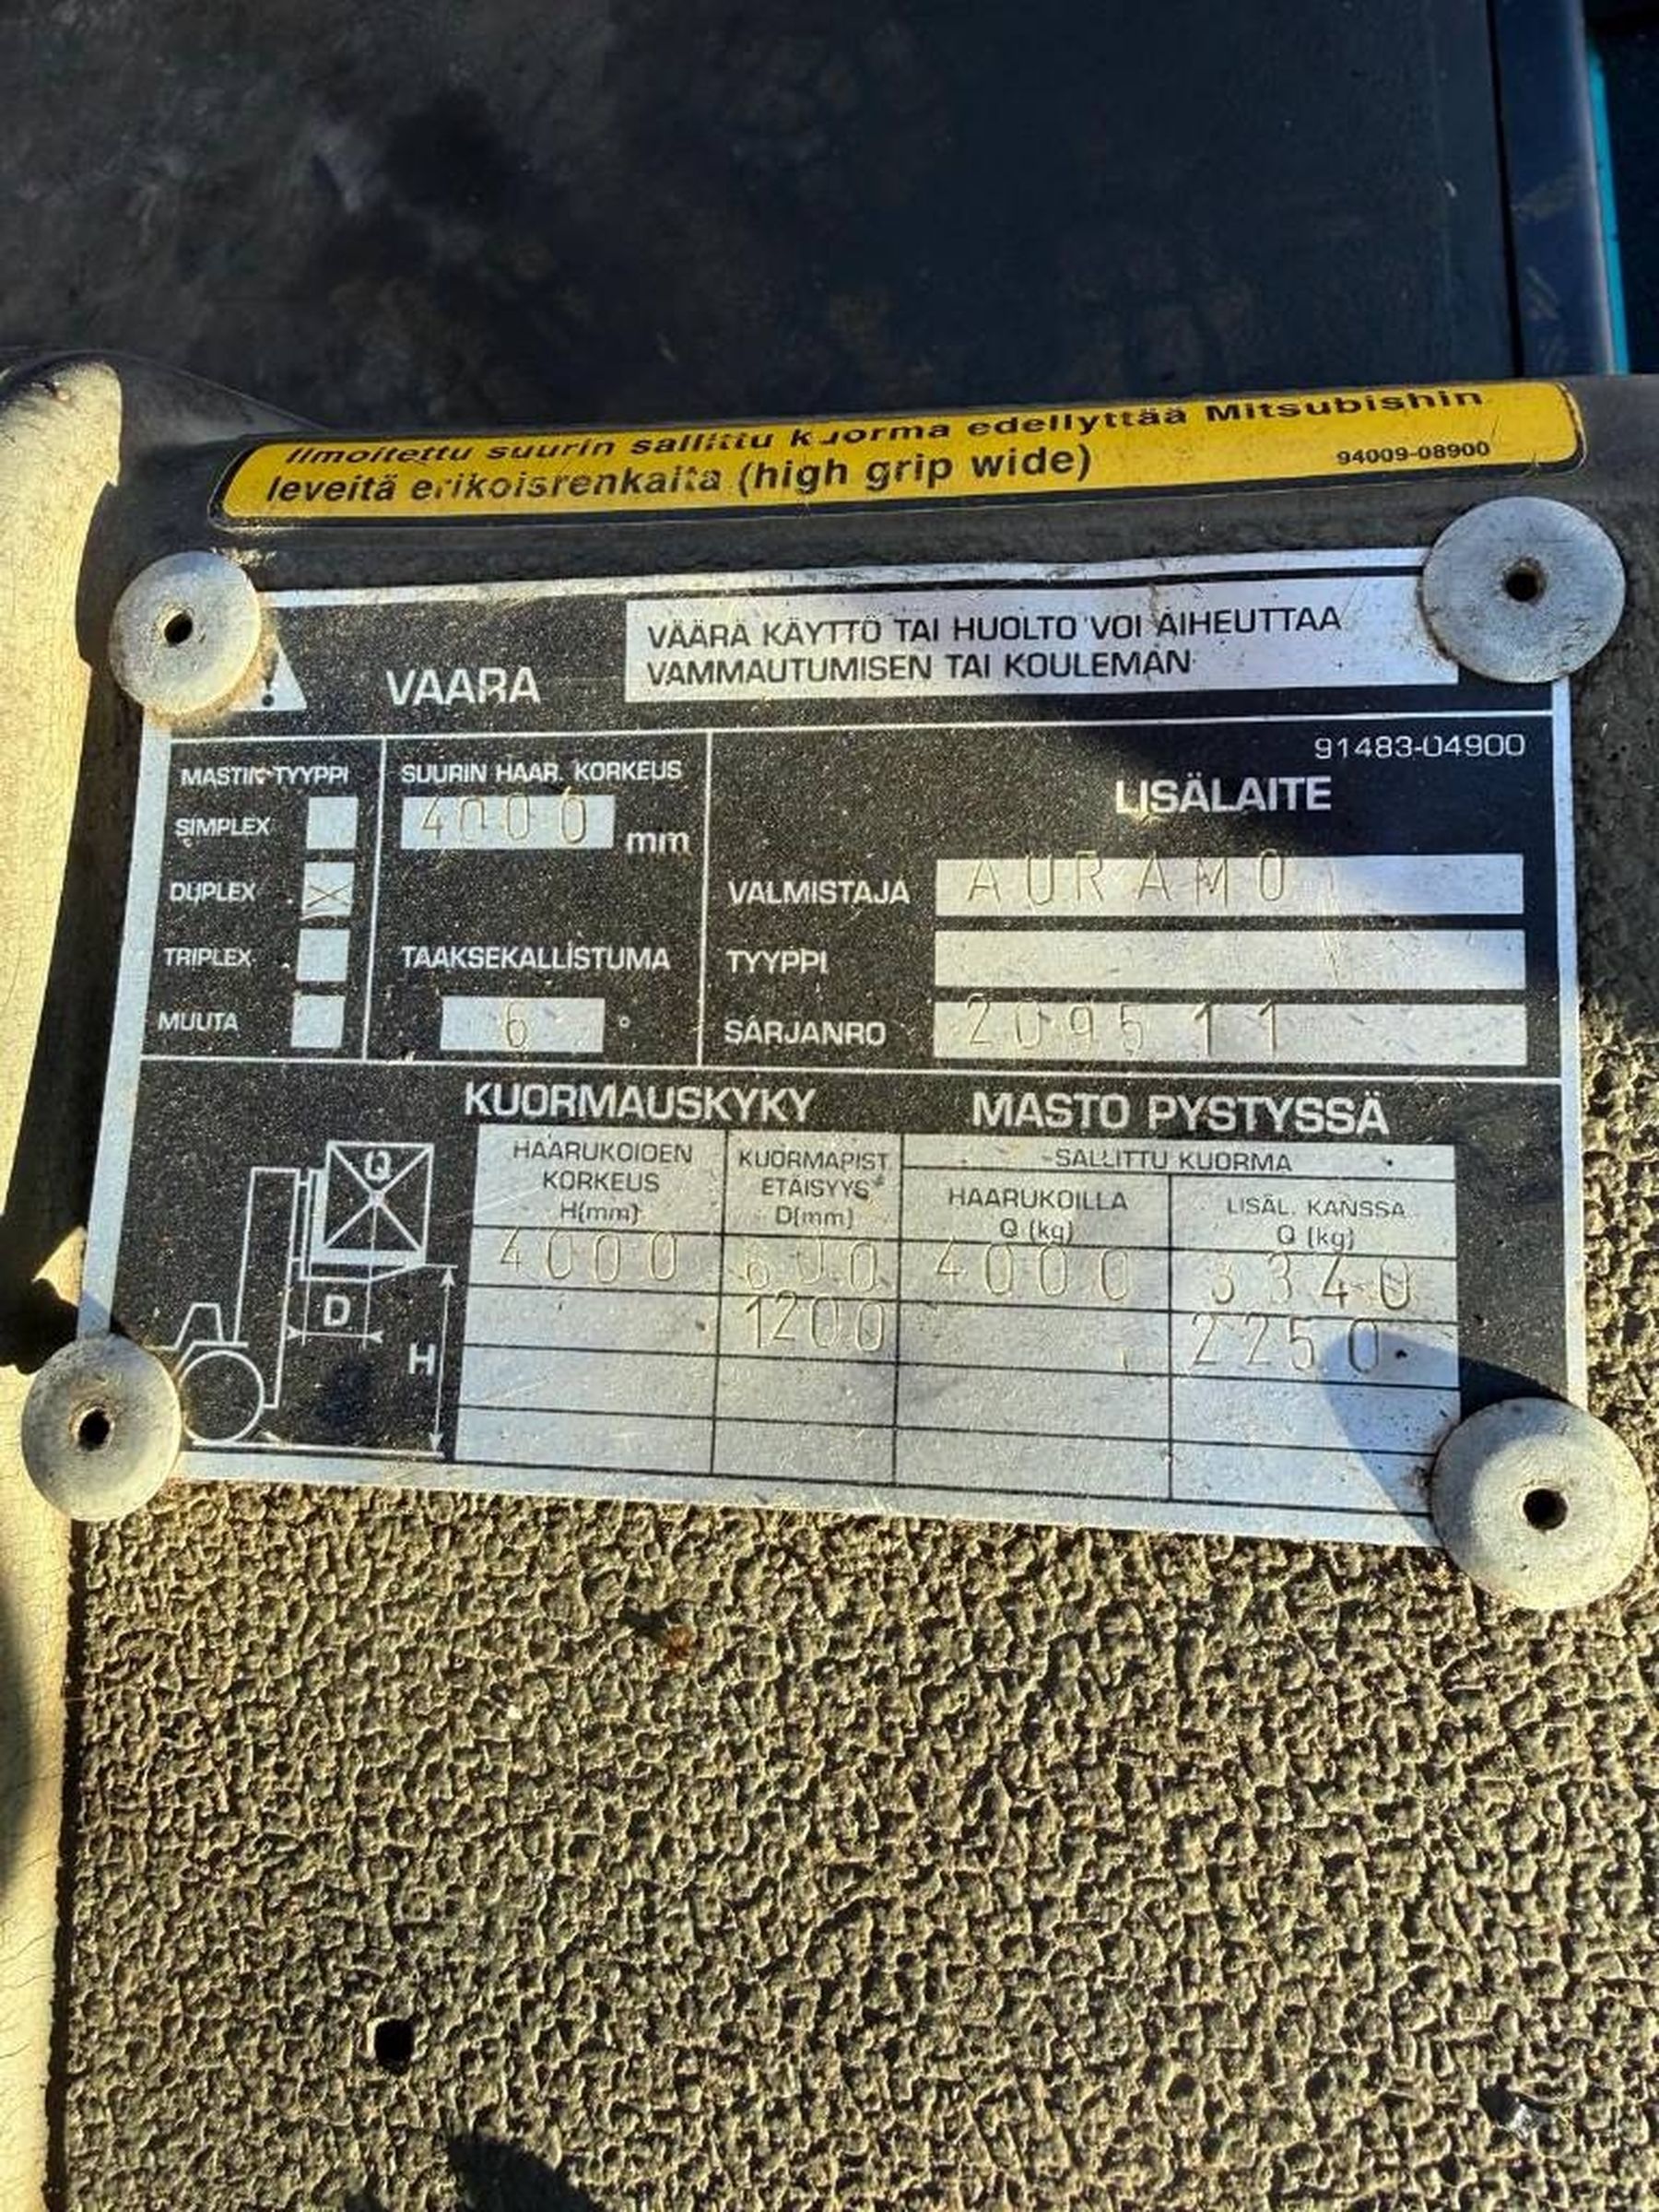 Ilmoitettu suurin sallittu kuorma edellyttää Mitsubishin
leveitä erikoisrenkaita (high grip wide)
94009-08900
VAARA
VÄÄRÄ KÄYTTÖ TAI HUOLTO VOI AIHEUTTAA
VAMMAUTUMISEN TAI KOULEMAN
MASTIN TYYPPI
SIMPLEX
DUPLEX X
TRIPLEX
MUUTA
SUURIN HAAR. KORKEUS
4000 mm
TAAKSEKALLISTUMA
6 °
91483-04900
LISÄLAITE
VALMISTAJA AURAMO
TYYPPI
SARJANRO 209511
KUORMAUSKYKY MASTO PYSTYSSÄ
Q
D
H
HAARUKOIDEN
KORKEUS
H(mm)
KUORMAPIST
ETAISYYS
D(mm)
SALLITTU KUORMA
HAARUKOILLA
Q (kg)
LISÄL. KANSSA
Q (kg)
4000 600 4000 3340
1200 2250